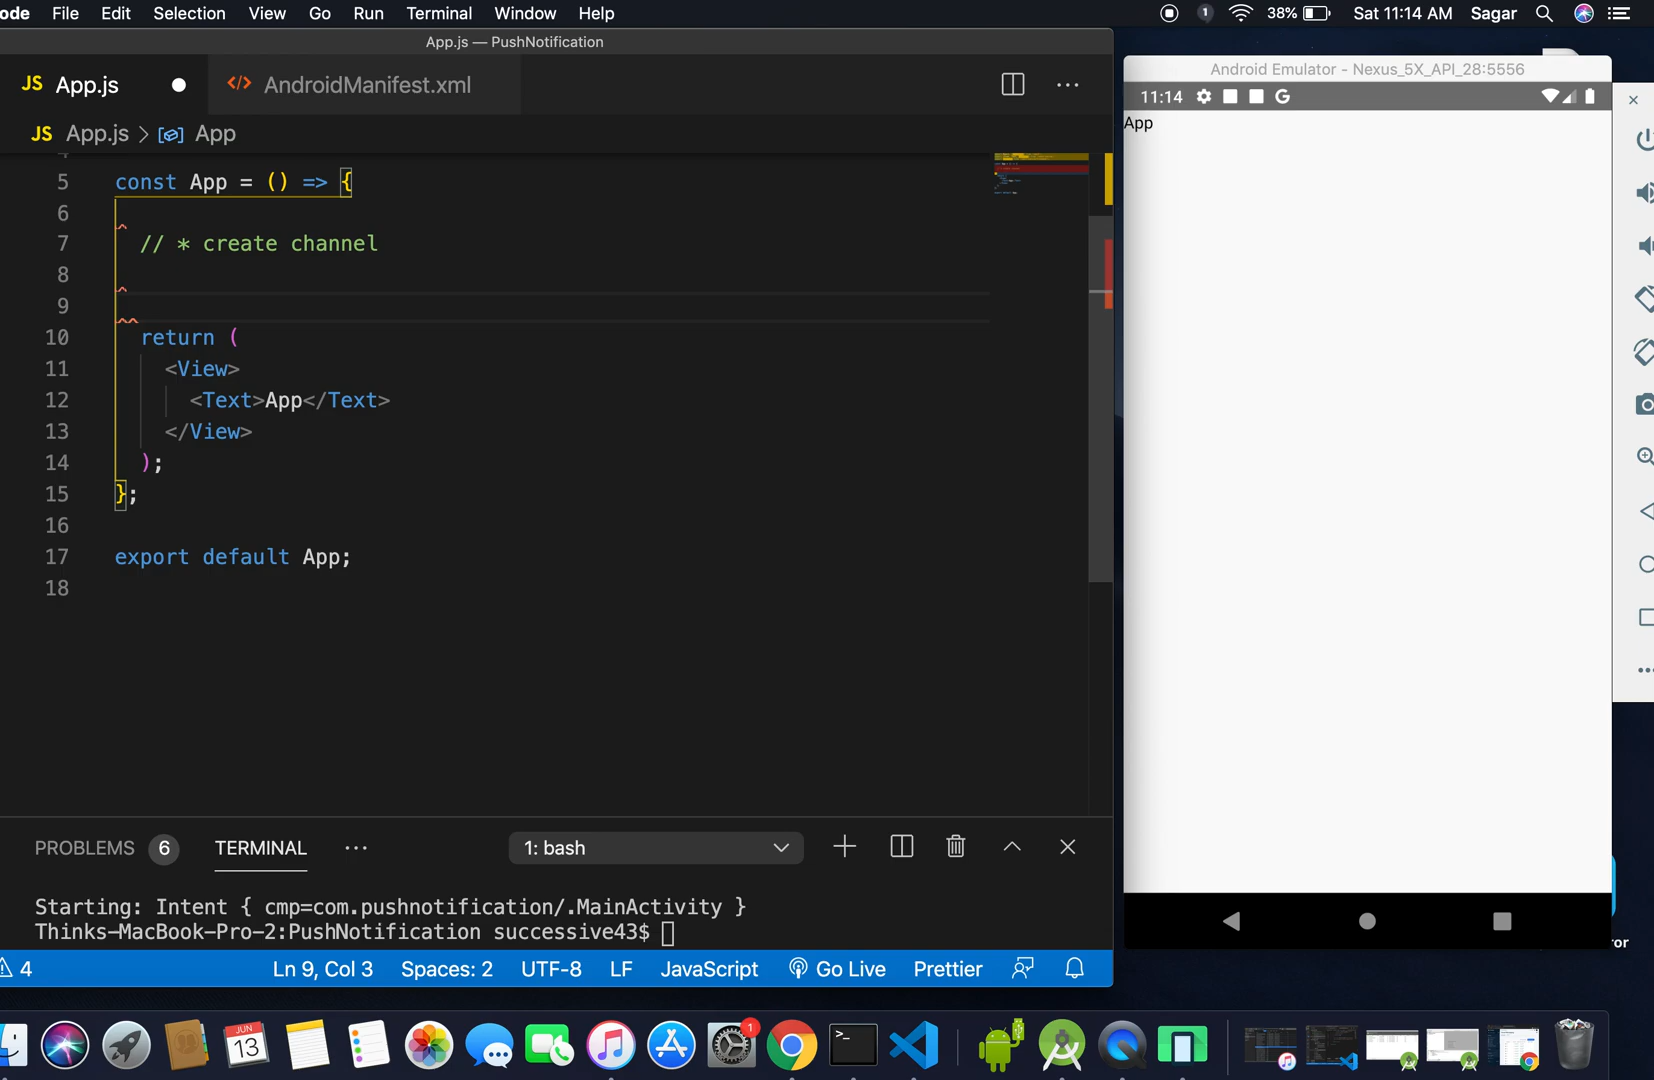 ode File Edit Selection View Go Run Terminal Window Help
1 38% Sat 11:14 AM Sagar
App.js — PushNotification
JS App.js
</> AndroidManifest.xml
JS App.js > App
5 const App = () => {
6
7 // * create channel
8
9
10 return (
11 <View>
12 <Text>App</Text>
13 </View>
14 );
15 };
16
17 export default App;
18
PROBLEMS 6 TERMINAL ... 1: bash
Starting: Intent { cmp=com.pushnotification/.MainActivity }
Thinks-MacBook-Pro-2:PushNotification successive43$
4 Ln 9, Col 3 Spaces: 2 UTF-8 LF JavaScript Go Live Prettier
Android Emulator - Nexus_5X_API_28:5556
11:14 G
App
ror
JUN
13
1
>_